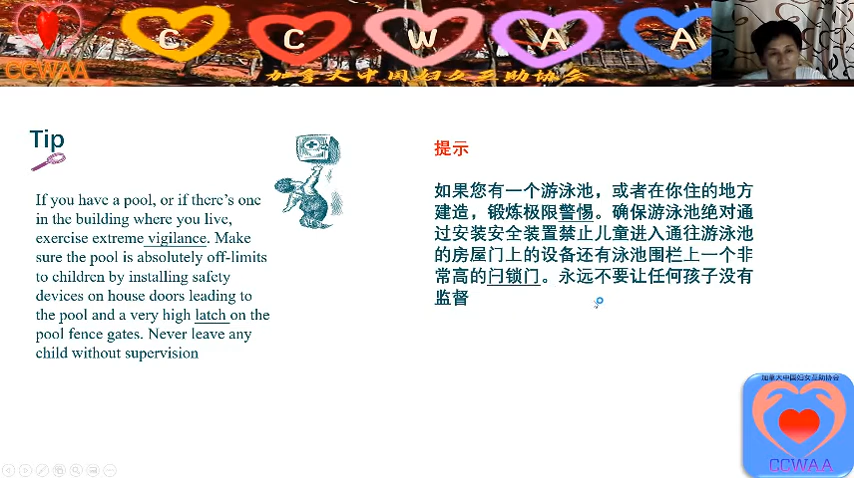 C C W A A
CCWAA
加拿大中国妇女互助协会
Tip
If you have a pool, or if there's one
in the building where you live,
exercise extreme vigilance. Make
sure the pool is absolutely off-limits
to children by installing safety
devices on house doors leading to
the pool and a very high latch on the
pool fence gates. Never leave any
child without supervision
提示
如果您有一个游泳池，或者在你住的地方
建造，锻炼极限警惕。确保游泳池绝对通
过安装安全装置禁止儿童进入通往游泳池
的房屋门上的设备还有泳池围栏上一个非
常高的闩锁门。永远不要让任何孩子没有
监督
加拿大中国妇女互助协会
CCWAA